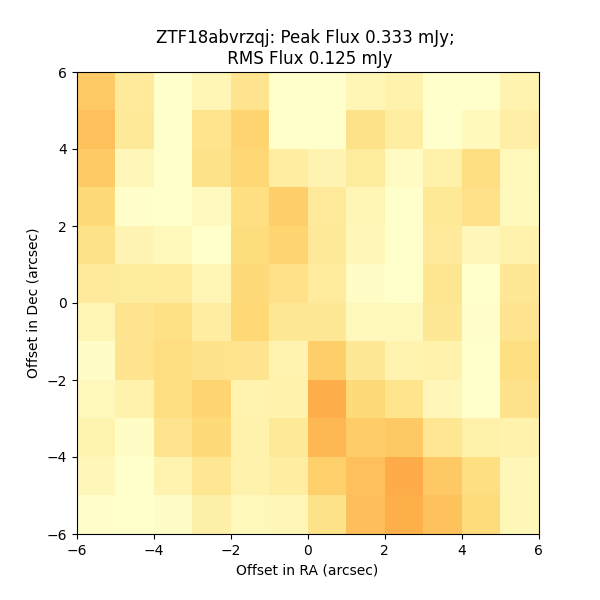 ZTF18abvrzqj: Peak Flux 0.333 mJy;
RMS Flux 0.125 mJy
6
4
2
0
−2
−4
−6
Offset in Dec (arcsec)
−6 −4 −2 0 2 4 6
Offset in RA (arcsec)